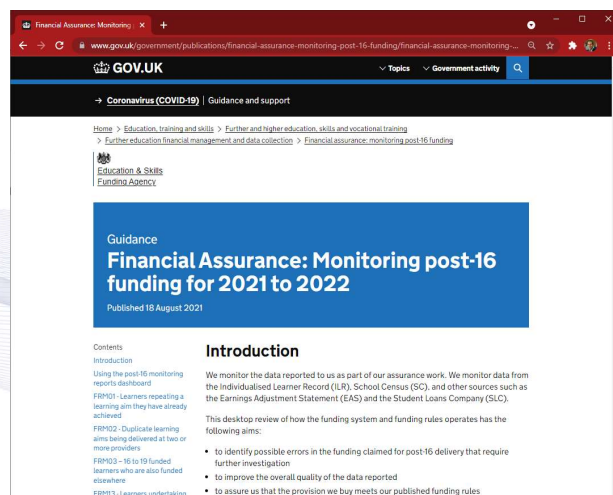 Financial Assurance: Monitoring
www.gov.uk/government/publications/financial-assurance-monitoring-post-16-funding/financial-assurance-monitoring-...
GOV.UK
Topics
Government activity
→ Coronavirus (COVID-19) | Guidance and support
Home > Education, training and skills > Further and higher education, skills and vocational training
> Further education financial management and data collection > Financial assurance: monitoring post-16 funding
Education & Skills
Funding Agency
Guidance
Financial Assurance: Monitoring post-16
funding for 2021 to 2022
Published 18 August 2021
Contents
Introduction
Using the post-16 monitoring
reports dashboard
FRM01 - Learners repeating a
learning aim they have already
achieved
FRM02 - Duplicate learning
aims being delivered at two or
more providers
FRM03 – 16 to 19 funded
learners who are also funded
elsewhere
FRM13 - Learners undertaking
Introduction
We monitor the data reported to us as part of our assurance work. We monitor data from
the Individualised Learner Record (ILR), School Census (SC), and other sources such as
the Earnings Adjustment Statement (EAS) and the Student Loans Company (SLC).
This desktop review of how the funding system and funding rules operates has the
following aims:
• to identify possible errors in the funding claimed for post-16 delivery that require
further investigation
• to improve the overall quality of the data reported
• to assure us that the provision we buy meets our published funding rules